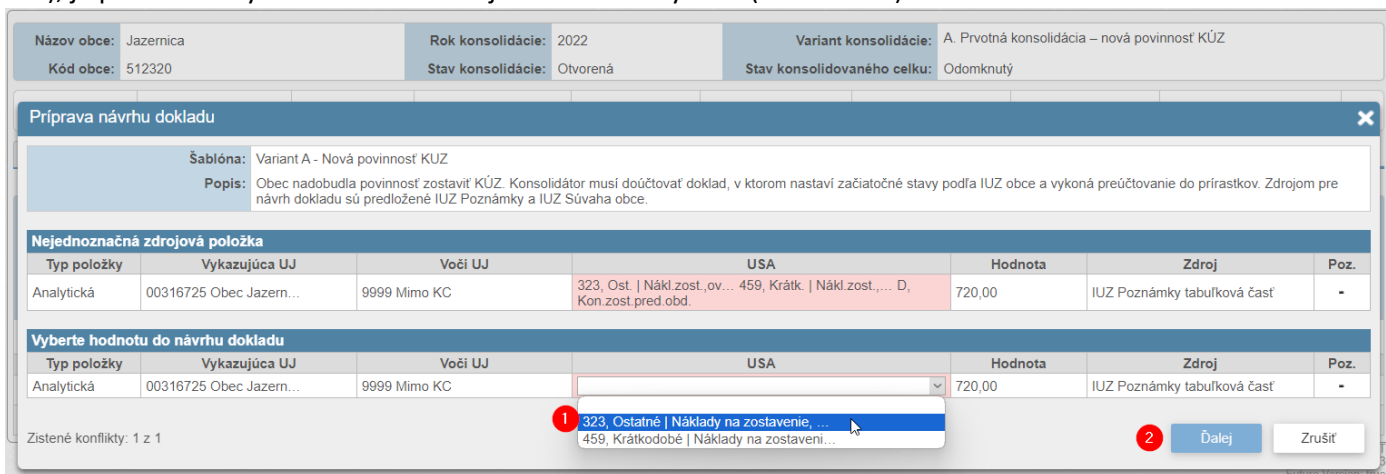 Názov obce: Jazernica Rok konsolidácie: 2022 Variant konsolidácie: A. Prvotná konsolidácia – nová povinnosť KÚZ
Kód obce: 512320 Stav konsolidácie: Otvorená Stav konsolidovaného celku: Odomknutý
Príprava návrhu dokladu
Šablóna: Variant A - Nová povinnosť KUZ
Popis: Obec nadobudla povinnosť zostaviť KÚZ. Konsolidátor musí doúčtovať doklad, v ktorom nastaví začiatočné stavy podľa IUZ obce a vykoná preúčtovanie do prírastkov. Zdrojom pre
návrh dokladu sú predložené IUZ Poznámky a IUZ Súvaha obce.
Nejednoznačná zdrojová položka
Typ položky Vykazujúca UJ Voči UJ USA Hodnota Zdroj Poz.
Analytická 00316725 Obec Jazern... 9999 Mimo KC 323, Ost. | Nákl.zost.,ov... 459, Krátk. | Nákl.zost.,... D, 720,00 IUZ Poznámky tabuľková časť -
Kon.zost.pred.obd.
Vyberte hodnotu do návrhu dokladu
Typ položky Vykazujúca UJ Voči UJ USA Hodnota Zdroj Poz.
Analytická 00316725 Obec Jazern... 9999 Mimo KC 720,00 IUZ Poznámky tabuľková časť -
1 323, Ostatné | Náklady na zostavenie, ...
459, Krátkodobé | Náklady na zostaveni...
Zistené konflikty: 1 z 1 2 Ďalej Zrušiť